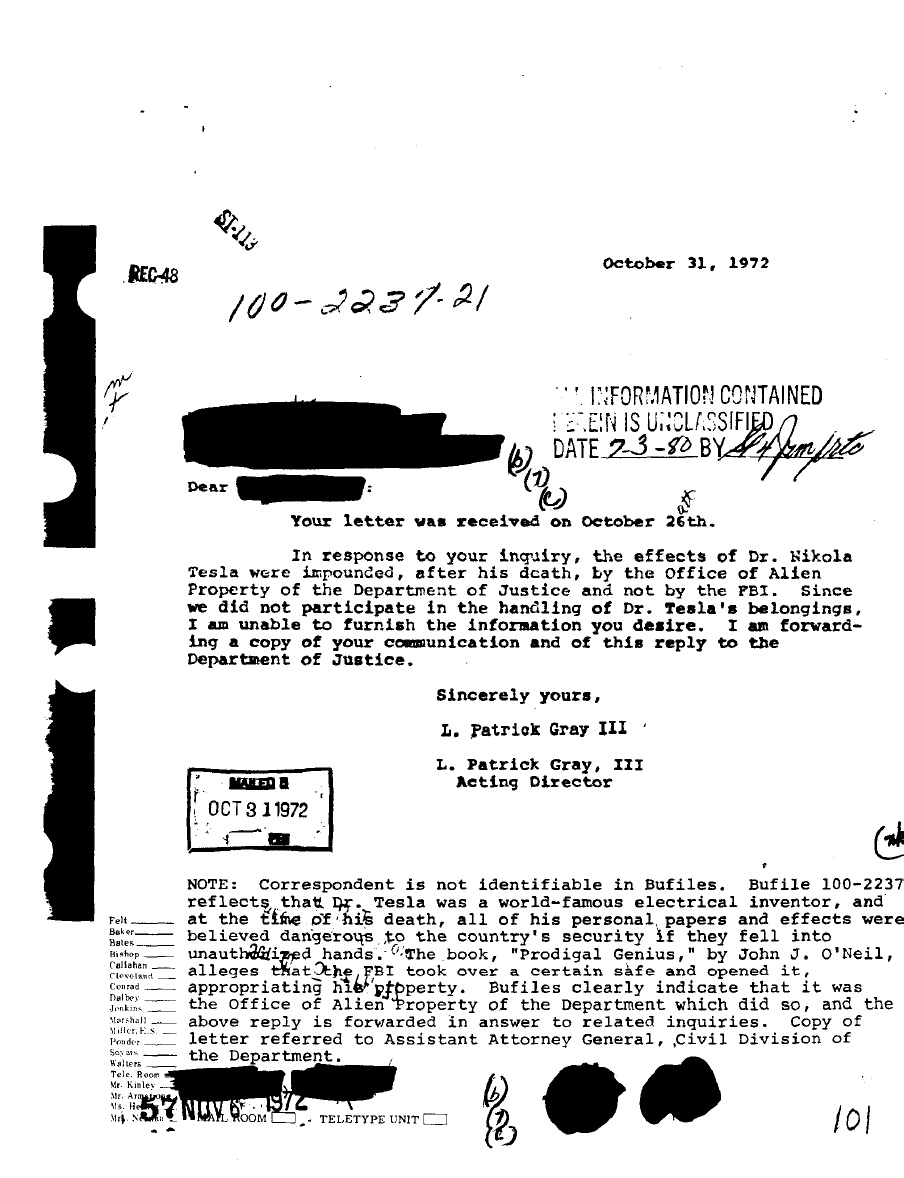 SI-113
October 31, 1972
REC-48
100-2237-21
INFORMATION CONTAINED
HEREIN IS UNCLASSIFIED
DATE 7-3-80 BY
(b)
(7)
(C)
Dear :
Your letter was received on October 26th.
In response to your inquiry, the effects of Dr. Nikola
Tesla were impounded, after his death, by the Office of Alien
Property of the Department of Justice and not by the FBI. Since
we did not participate in the handling of Dr. Tesla's belongings,
I am unable to furnish the information you desire. I am forward-
ing a copy of your communication and of this reply to the
Department of Justice.
Sincerely yours,
L. Patrick Gray III
L. Patrick Gray, III
Acting Director
MAILED 8
OCT 31 1972
NOTE: Correspondent is not identifiable in Bufiles. Bufile 100-2237
reflects that Dr. Tesla was a world-famous electrical inventor, and
at the time of his death, all of his personal papers and effects were
believed dangerous to the country's security if they fell into
unauthorized hands. The book, "Prodigal Genius," by John J. O'Neil,
alleges that the FBI took over a certain safe and opened it,
appropriating his property. Bufiles clearly indicate that it was
the Office of Alien Property of the Department which did so, and the
above reply is forwarded in answer to related inquiries. Copy of
letter referred to Assistant Attorney General, Civil Division of
the Department.
Felt
Baker
Bates
Bishop
Callahan
Cleveland
Conrad
Dalbey
Jenkins
Marshall
Miller, E.S.
Ponder
Soyars
Walters
Tele. Room
Mr. Kinley
Mr. Armstrong
Ms.
57 NOV 6 1972
MAIL ROOM TELETYPE UNIT
(b)
(7)
(C)
101